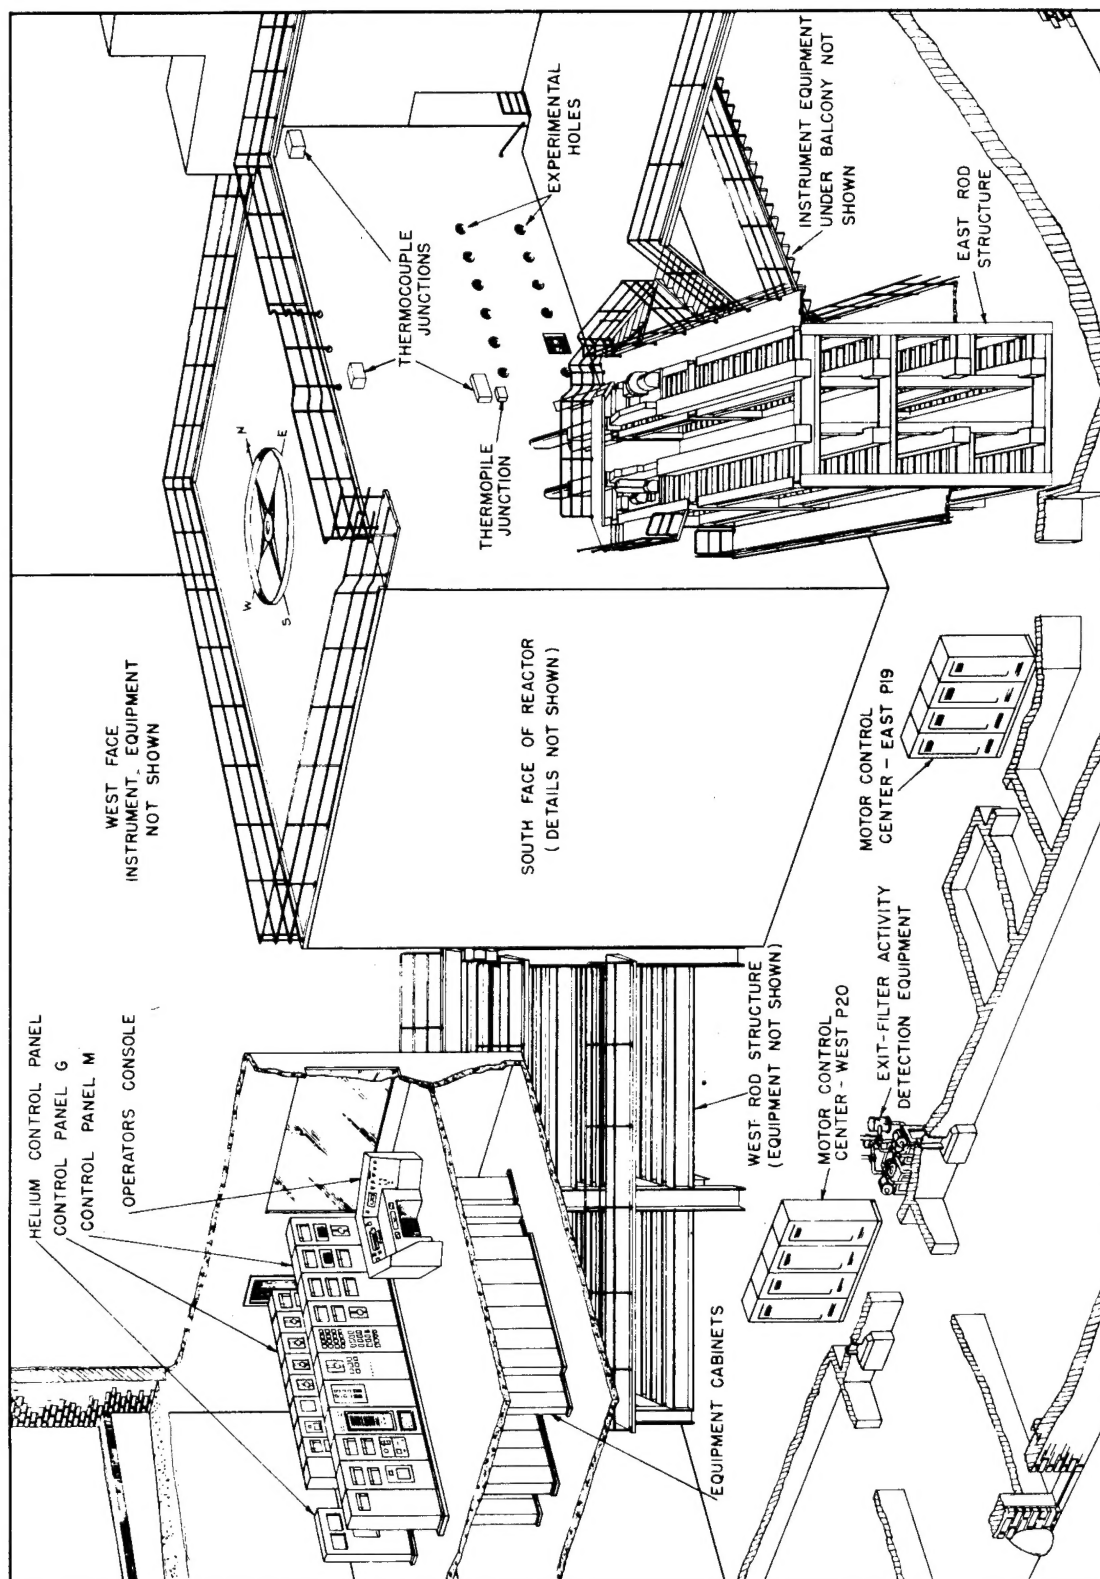 HELIUM CONTROL PANEL
CONTROL PANEL G
CONTROL PANEL M
OPERATORS CONSOLE
WEST FACE
INSTRUMENT EQUIPMENT
NOT SHOWN
N
E
W
S
THERMOCOUPLE
JUNCTIONS
EXPERIMENTAL
HOLES
THERMOPILE
JUNCTION
SOUTH FACE OF REACTOR
(DETAILS NOT SHOWN)
INSTRUMENT EQUIPMENT
UNDER BALCONY NOT
SHOWN
EAST ROD
STRUCTURE
WEST ROD STRUCTURE
(EQUIPMENT NOT SHOWN)
EQUIPMENT CABINETS
MOTOR CONTROL
CENTER-WEST P20
EXIT-FILTER ACTIVITY
DETECTION EQUIPMENT
MOTOR CONTROL
CENTER-EAST P19